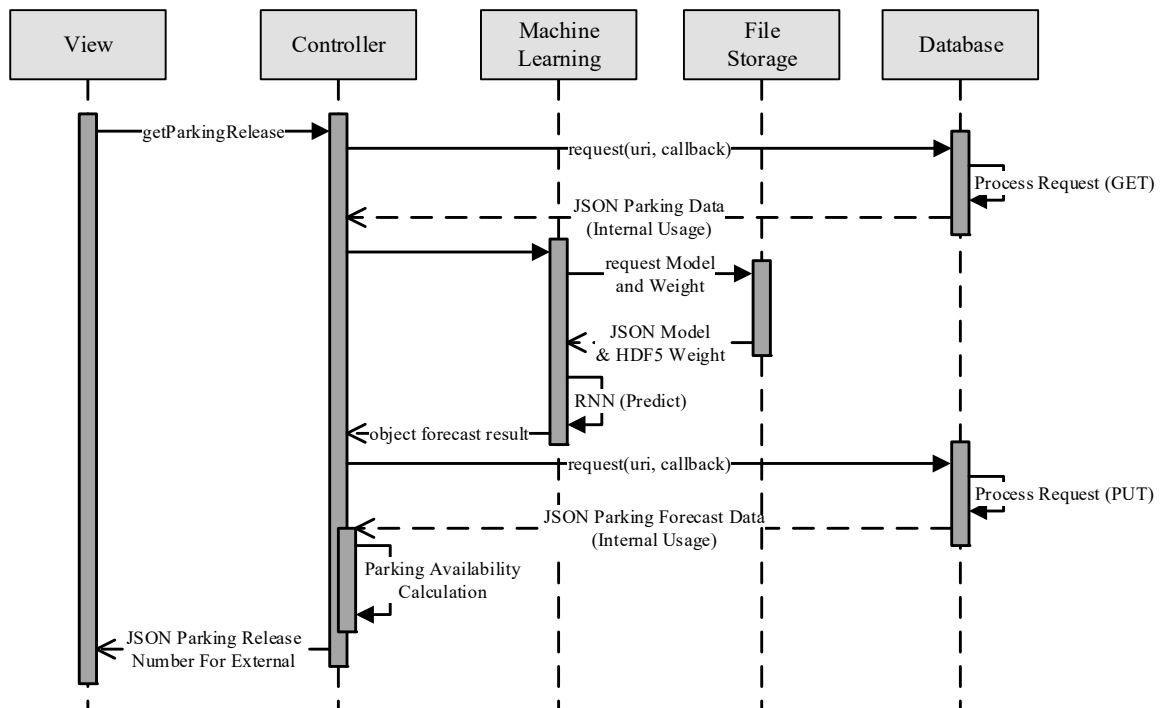 View
Controller
Machine
Learning
File
Storage
Database
getParkingRelease
request(uri, callback)
Process Request (GET)
JSON Parking Data
(Internal Usage)
request Model
and Weight
JSON Model
& HDF5 Weight
RNN (Predict)
object forecast result
request(uri, callback)
Process Request (PUT)
JSON Parking Forecast Data
(Internal Usage)
Parking Availability
Calculation
JSON Parking Release
Number For External